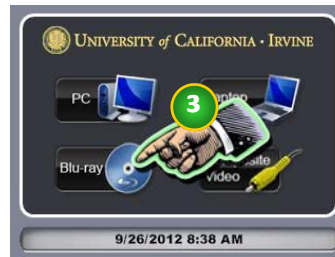 UNIVERSITY of CALIFORNIA · IRVINE
PC
3
Blu-ray
Video
9/26/2012 8:38 AM